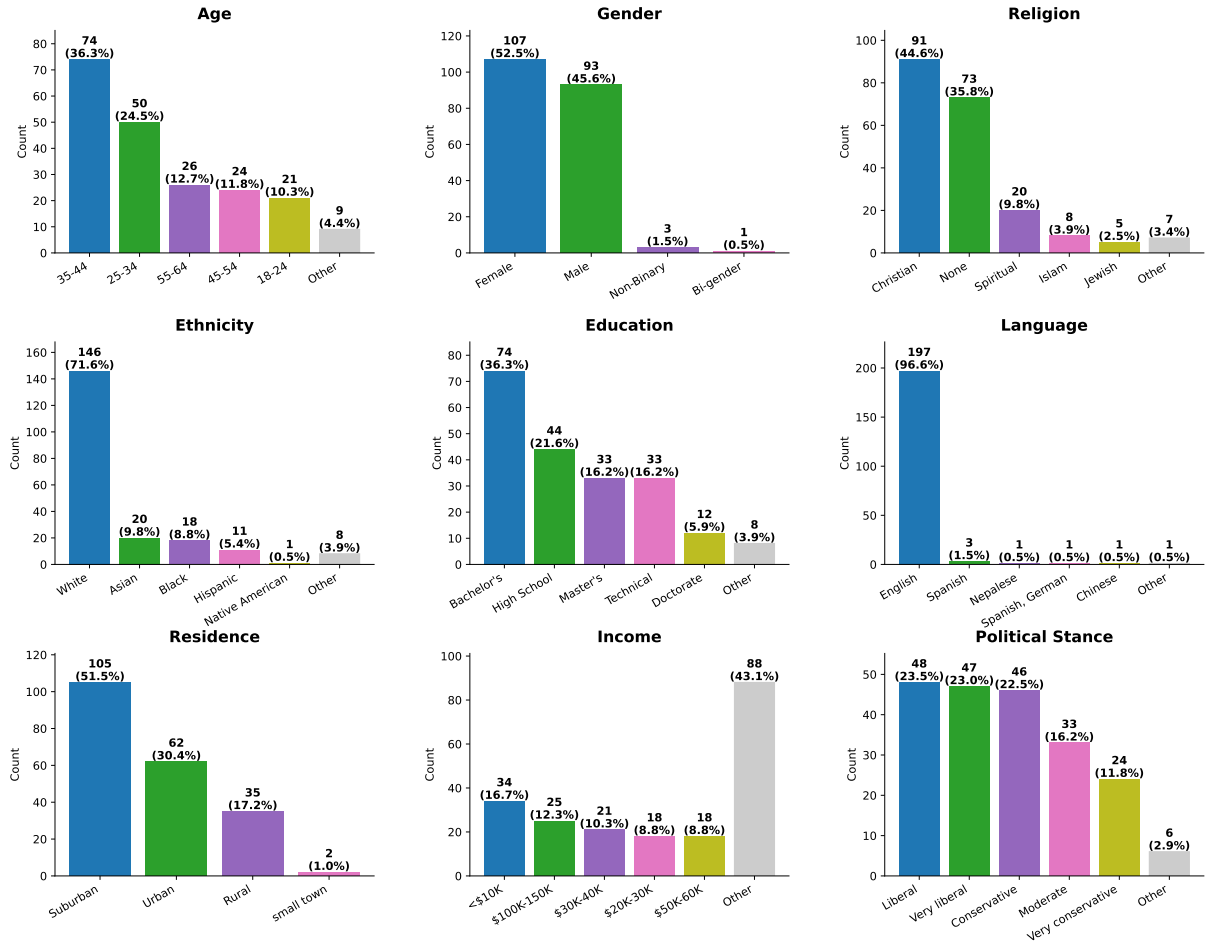 Age
Count
80
70
60
50
40
30
20
10
0
74
(36.3%)
50
(24.5%)
26
(12.7%)
24
(11.8%)
21
(10.3%)
9
(4.4%)
35-44
25-34
55-64
45-54
18-24
Other
Gender
Count
120
100
80
60
40
20
0
107
(52.5%)
93
(45.6%)
3
(1.5%)
1
(0.5%)
Female
Male
Non-Binary
Bi-gender
Religion
Count
100
80
60
40
20
0
91
(44.6%)
73
(35.8%)
20
(9.8%)
8
(3.9%)
5
(2.5%)
7
(3.4%)
Christian
None
Spiritual
Islam
Jewish
Other
Ethnicity
Count
160
140
120
100
80
60
40
20
0
146
(71.6%)
20
(9.8%)
18
(8.8%)
11
(5.4%)
1
(0.5%)
8
(3.9%)
White
Asian
Black
Hispanic
Native American
Other
Education
Count
80
70
60
50
40
30
20
10
0
74
(36.3%)
44
(21.6%)
33
(16.2%)
33
(16.2%)
12
(5.9%)
8
(3.9%)
Bachelor's
High School
Master's
Technical
Doctorate
Other
Language
Count
200
150
100
50
0
197
(96.6%)
3
(1.5%)
1
(0.5%)
1
(0.5%)
1
(0.5%)
1
(0.5%)
English
Spanish
Nepalese
Spanish, German
Chinese
Other
Residence
Count
120
100
80
60
40
20
0
105
(51.5%)
62
(30.4%)
35
(17.2%)
2
(1.0%)
Suburban
Urban
Rural
small town
Income
Count
100
80
60
40
20
0
34
(16.7%)
25
(12.3%)
21
(10.3%)
18
(8.8%)
18
(8.8%)
88
(43.1%)
<$10K
$100K-150K
$30K-40K
$20K-30K
$50K-60K
Other
Political Stance
Count
50
40
30
20
10
0
48
(23.5%)
47
(23.0%)
46
(22.5%)
33
(16.2%)
24
(11.8%)
6
(2.9%)
Liberal
Very liberal
Conservative
Moderate
Very conservative
Other